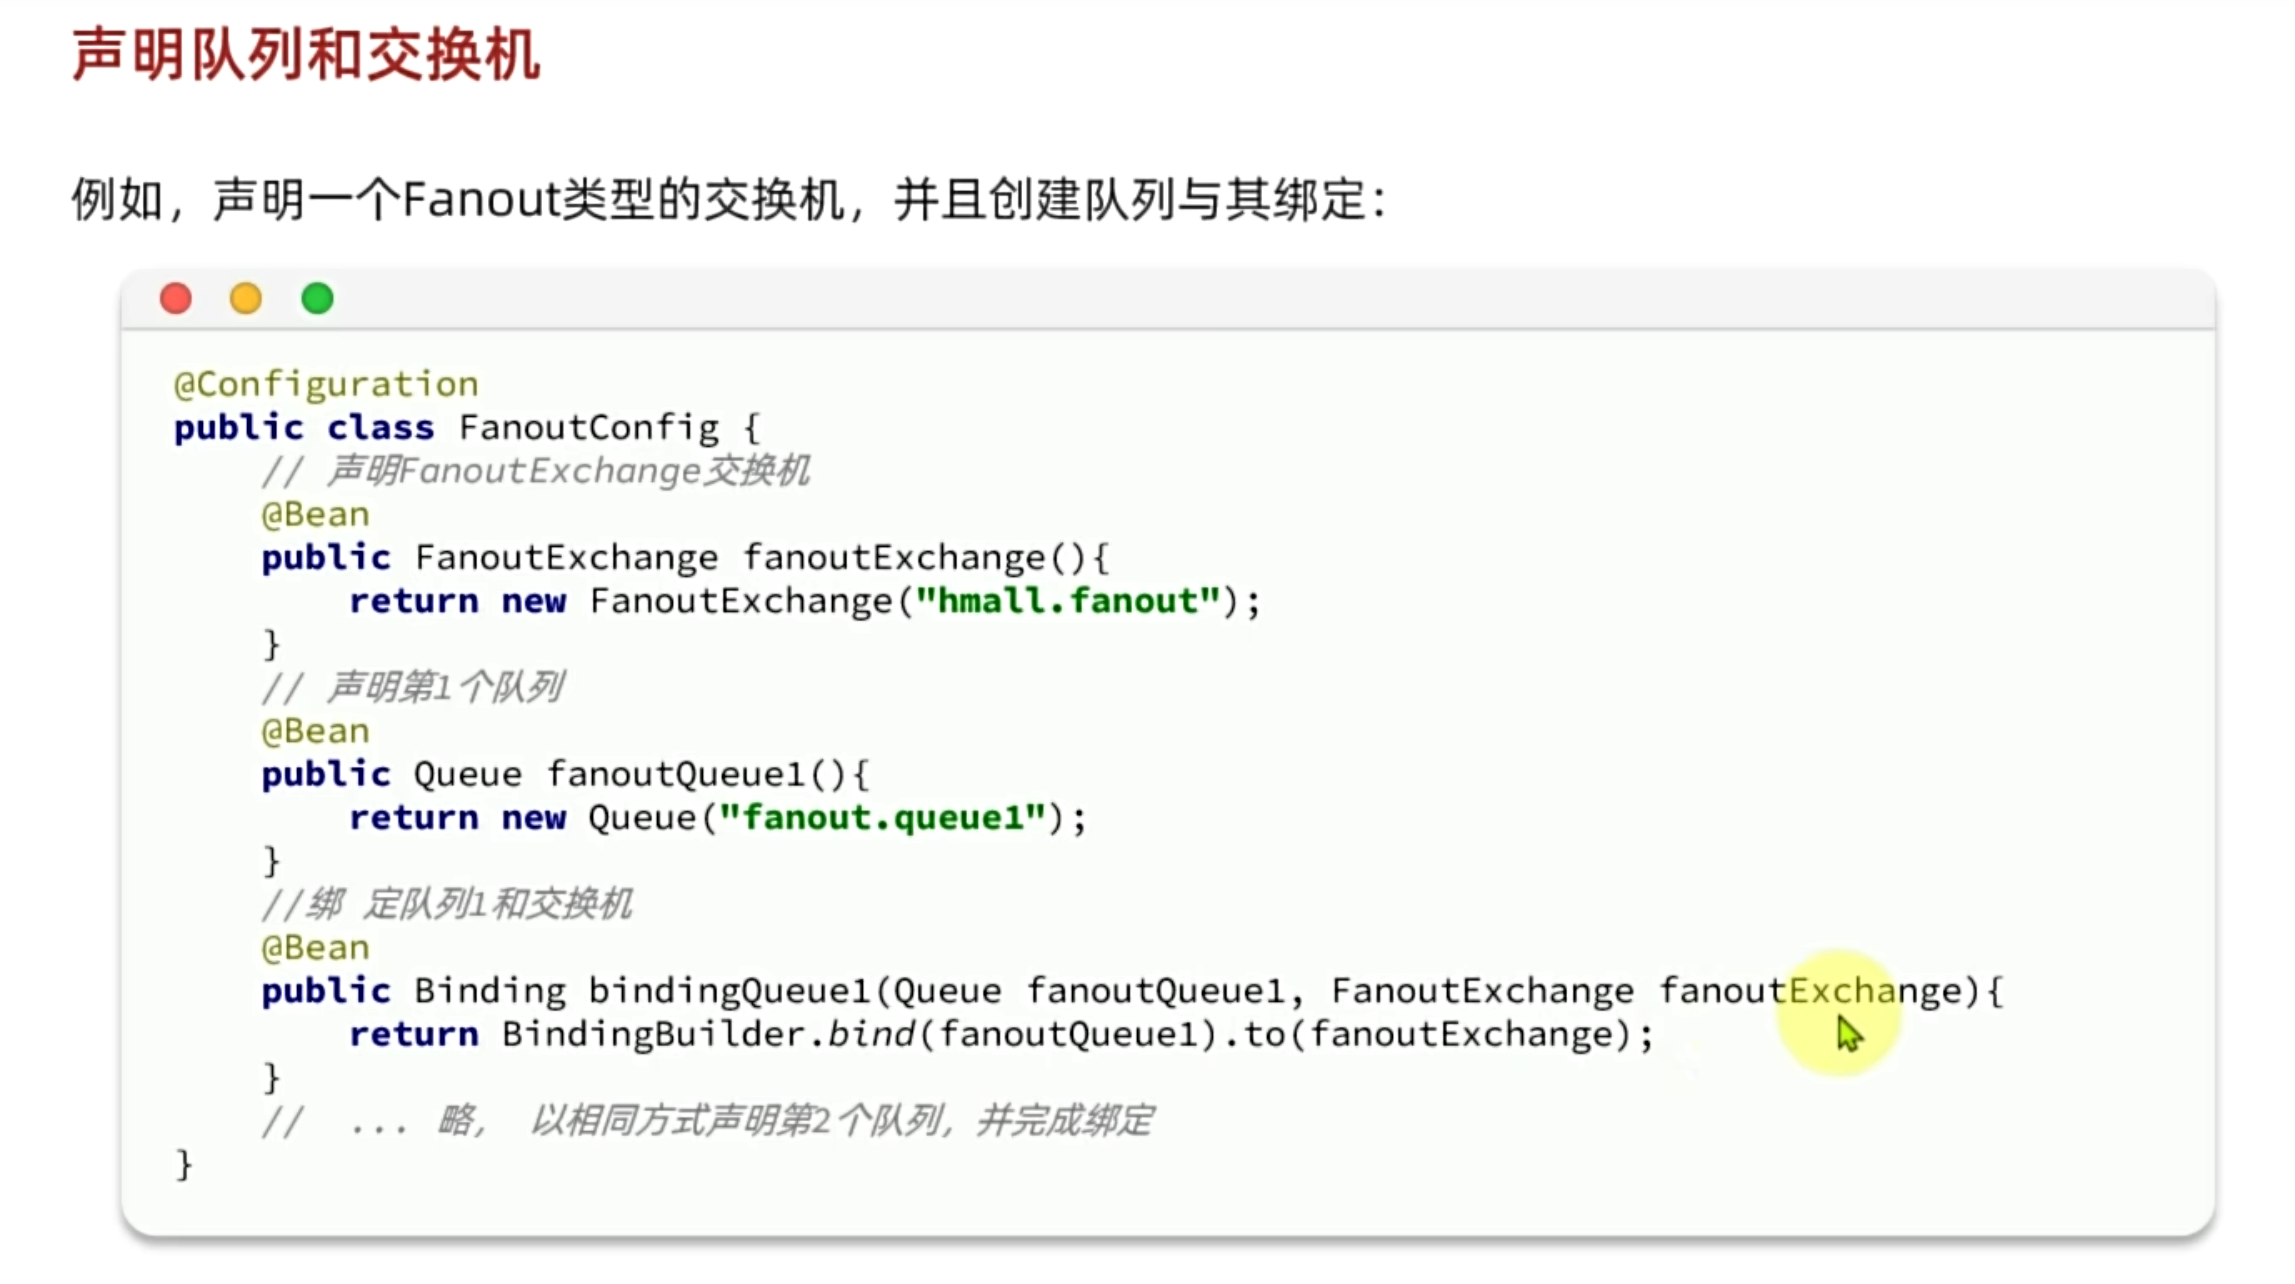 声明队列和交换机
例如，声明一个Fanout类型的交换机，并且创建队列与其绑定：
@Configuration
public class FanoutConfig {
    // 声明FanoutExchange交换机
    @Bean
    public FanoutExchange fanoutExchange(){
        return new FanoutExchange("hmall.fanout");
    }
    // 声明第1个队列
    @Bean
    public Queue fanoutQueue1(){
        return new Queue("fanout.queue1");
    }
    //绑 定队列1和交换机
    @Bean
    public Binding bindingQueue1(Queue fanoutQueue1, FanoutExchange fanoutExchange){
        return BindingBuilder.bind(fanoutQueue1).to(fanoutExchange);
    }
    //  ... 略， 以相同方式声明第2个队列，并完成绑定
}